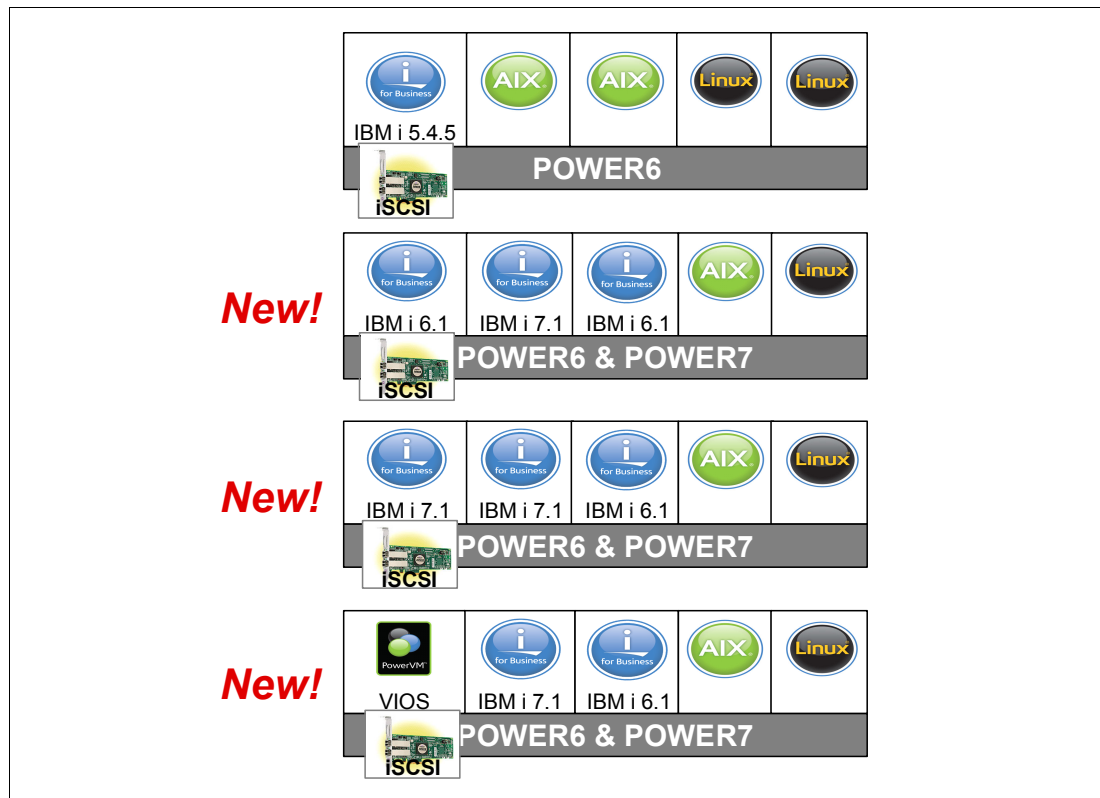 i for Business AIX AIX Linux Linux
IBM i 5.4.5
POWER6
iSCSI
New!
i for Business i for Business i for Business AIX Linux
IBM i 6.1 IBM i 7.1 IBM i 6.1
POWER6 & POWER7
iSCSI
New!
i for Business i for Business i for Business AIX Linux
IBM i 7.1 IBM i 7.1 IBM i 6.1
POWER6 & POWER7
iSCSI
New!
PowerVM™ i for Business i for Business AIX Linux
VIOS IBM i 7.1 IBM i 6.1
POWER6 & POWER7
iSCSI